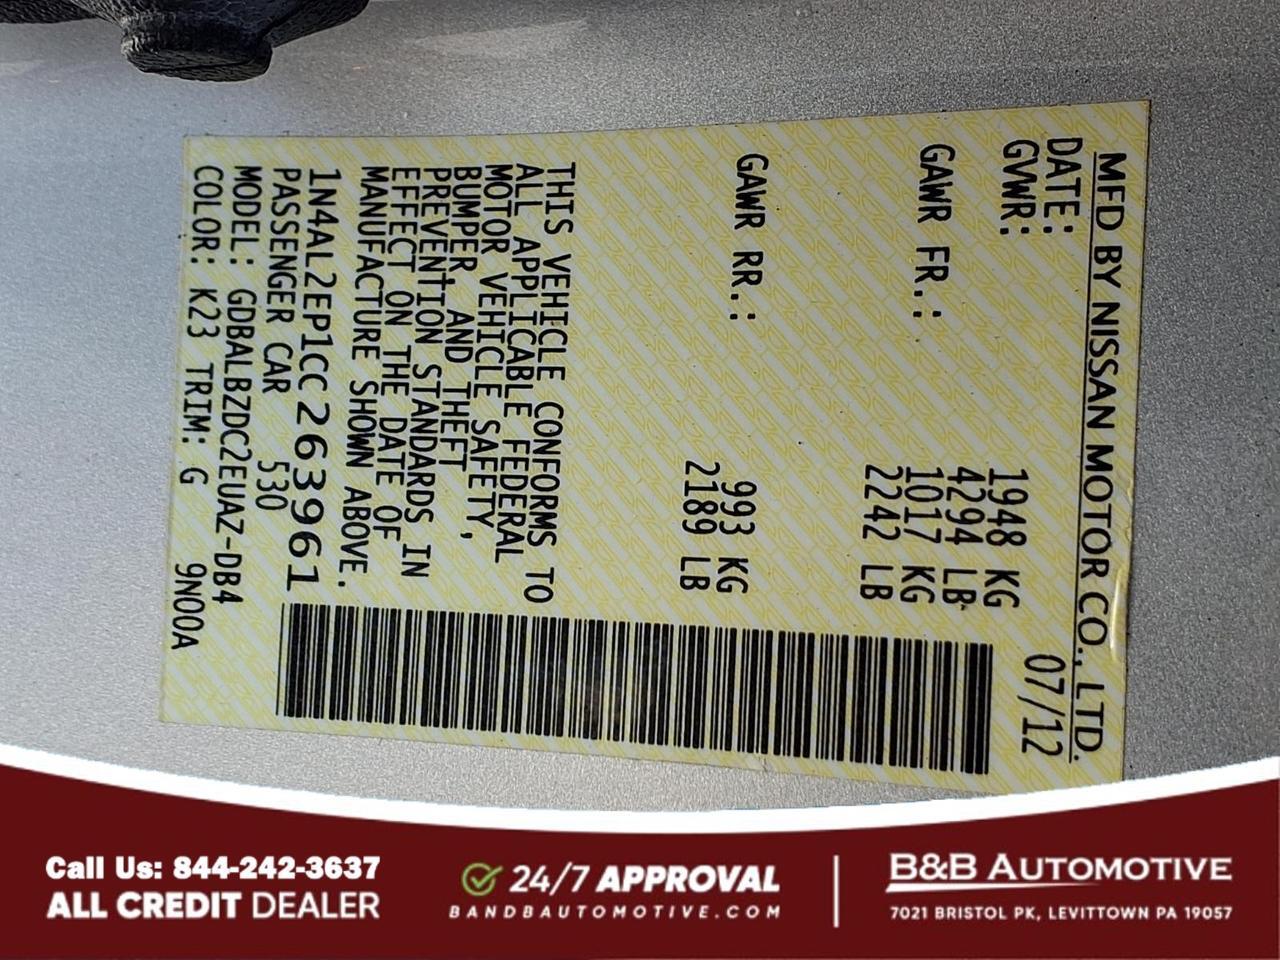 MFD BY NISSAN MOTOR CO., LTD.
DATE: 07/12
GVWR: 1948 KG
4294 LB
GAWR FR.: 1017 KG
2242 LB
GAWR RR.: 993 KG
2189 LB
THIS VEHICLE CONFORMS TO
ALL APPLICABLE FEDERAL
MOTOR VEHICLE SAFETY,
BUMPER, AND THEFT
PREVENTION STANDARDS IN
EFFECT ON THE DATE OF
MANUFACTURE SHOWN ABOVE.
1N4AL2EP1CC263961
PASSENGER CAR 530
MODEL: GDBALBZDC2EUAZ-DB4
COLOR: K23 TRIM: G 9N00A
Call Us: 844-242-3637
ALL CREDIT DEALER
24/7 APPROVAL
BANDBAUTOMOTIVE.COM
B&B AUTOMOTIVE
7021 BRISTOL PK, LEVITTOWN PA 19057